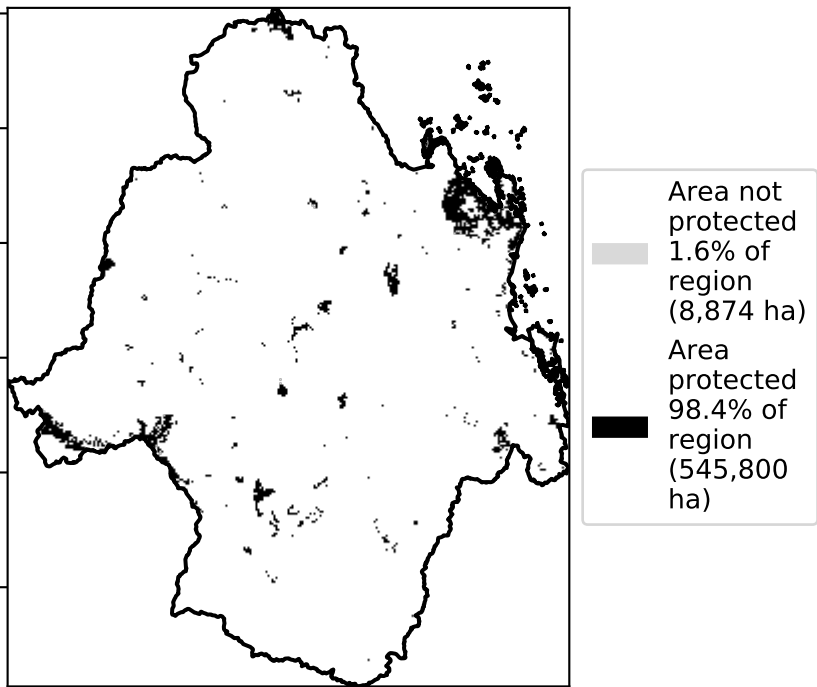 Area not
protected
1.6% of
region
(8,874 ha)
Area
protected
98.4% of
region
(545,800
ha)